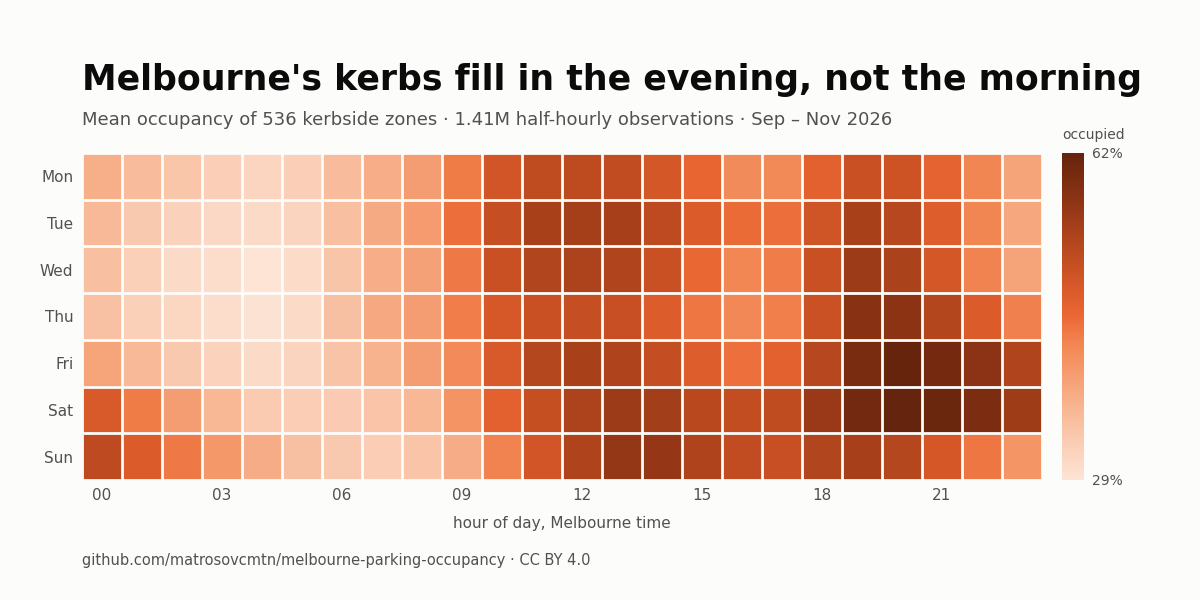 Melbourne's kerbs fill in the evening, not the morning
Mean occupancy of 536 kerbside zones · 1.41M half-hourly observations · Sep – Nov 2026
occupied
62%
Mon
Tue
Wed
Thu
Fri
Sat
Sun
29%
00 03 06 09 12 15 18 21
hour of day, Melbourne time
github.com/matrosovcmtn/melbourne-parking-occupancy · CC BY 4.0